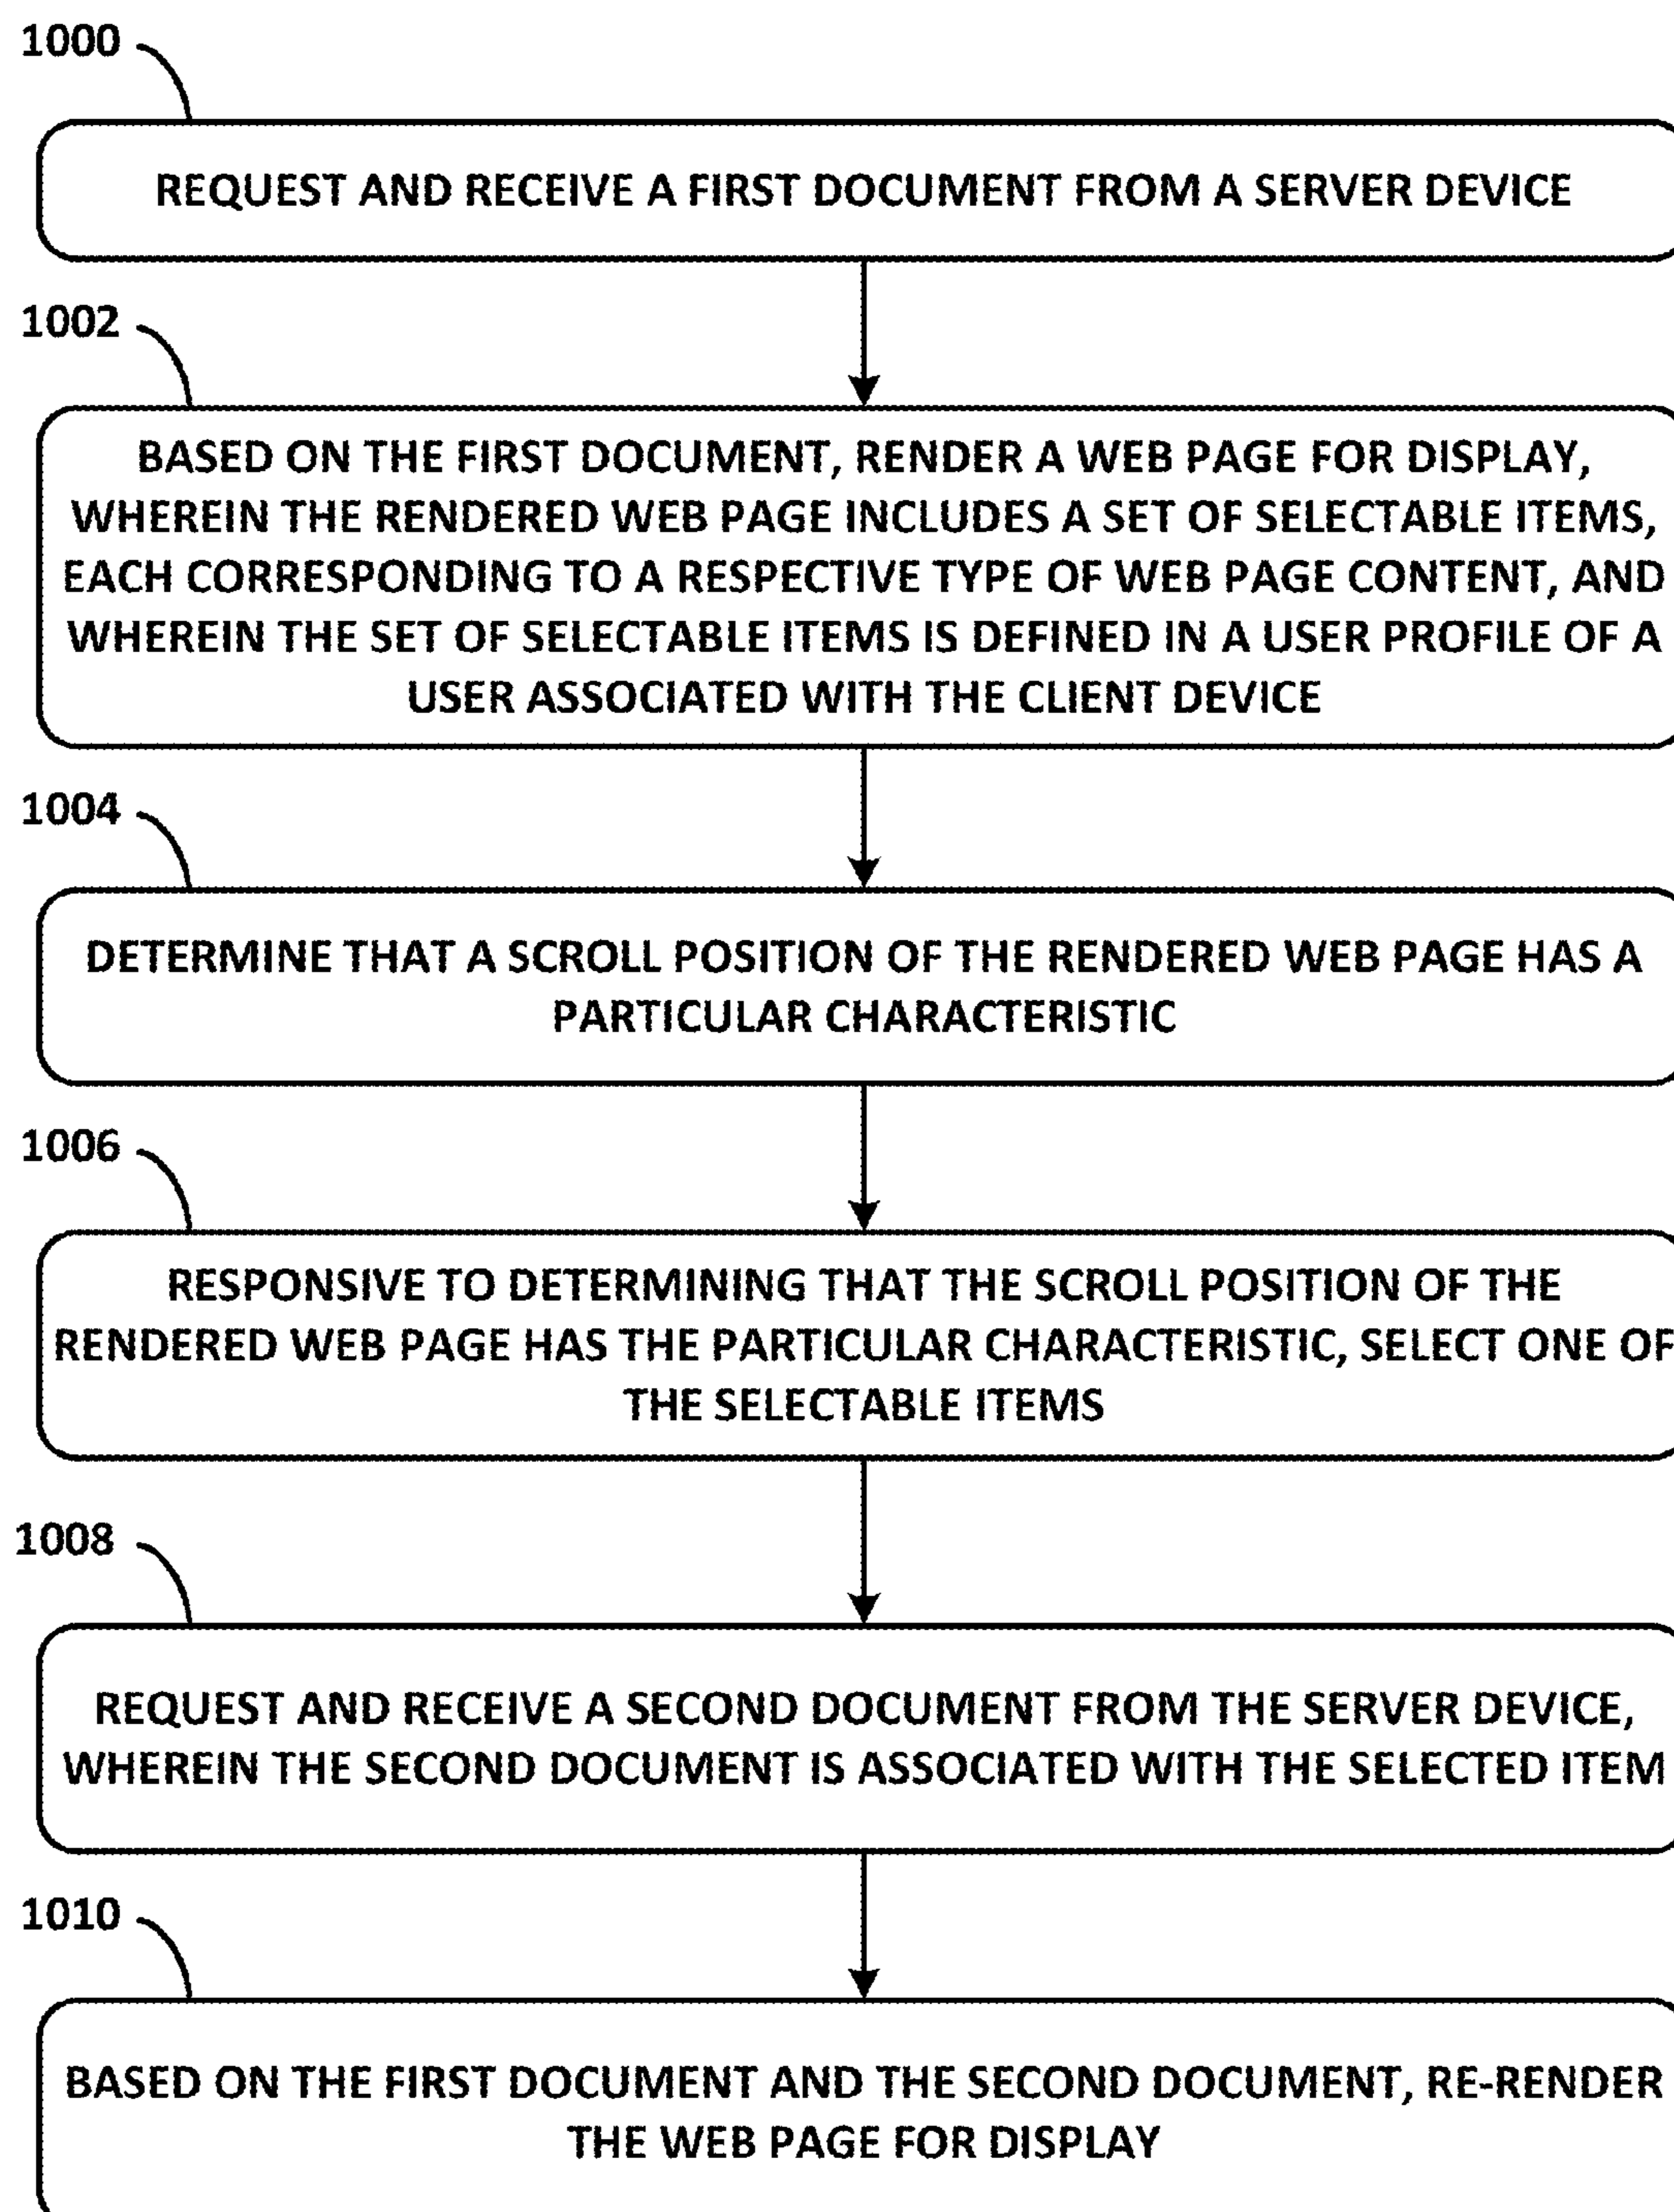 1000
REQUEST AND RECEIVE A FIRST DOCUMENT FROM A SERVER DEVICE
1002
BASED ON THE FIRST DOCUMENT, RENDER A WEB PAGE FOR DISPLAY,
WHEREIN THE RENDERED WEB PAGE INCLUDES A SET OF SELECTABLE ITEMS,
EACH CORRESPONDING TO A RESPECTIVE TYPE OF WEB PAGE CONTENT, AND
WHEREIN THE SET OF SELECTABLE ITEMS IS DEFINED IN A USER PROFILE OF A
USER ASSOCIATED WITH THE CLIENT DEVICE
1004
DETERMINE THAT A SCROLL POSITION OF THE RENDERED WEB PAGE HAS A
PARTICULAR CHARACTERISTIC
1006
RESPONSIVE TO DETERMINING THAT THE SCROLL POSITION OF THE
RENDERED WEB PAGE HAS THE PARTICULAR CHARACTERISTIC, SELECT ONE OF
THE SELECTABLE ITEMS
1008
REQUEST AND RECEIVE A SECOND DOCUMENT FROM THE SERVER DEVICE,
WHEREIN THE SECOND DOCUMENT IS ASSOCIATED WITH THE SELECTED ITEM
1010
BASED ON THE FIRST DOCUMENT AND THE SECOND DOCUMENT, RE-RENDER
THE WEB PAGE FOR DISPLAY